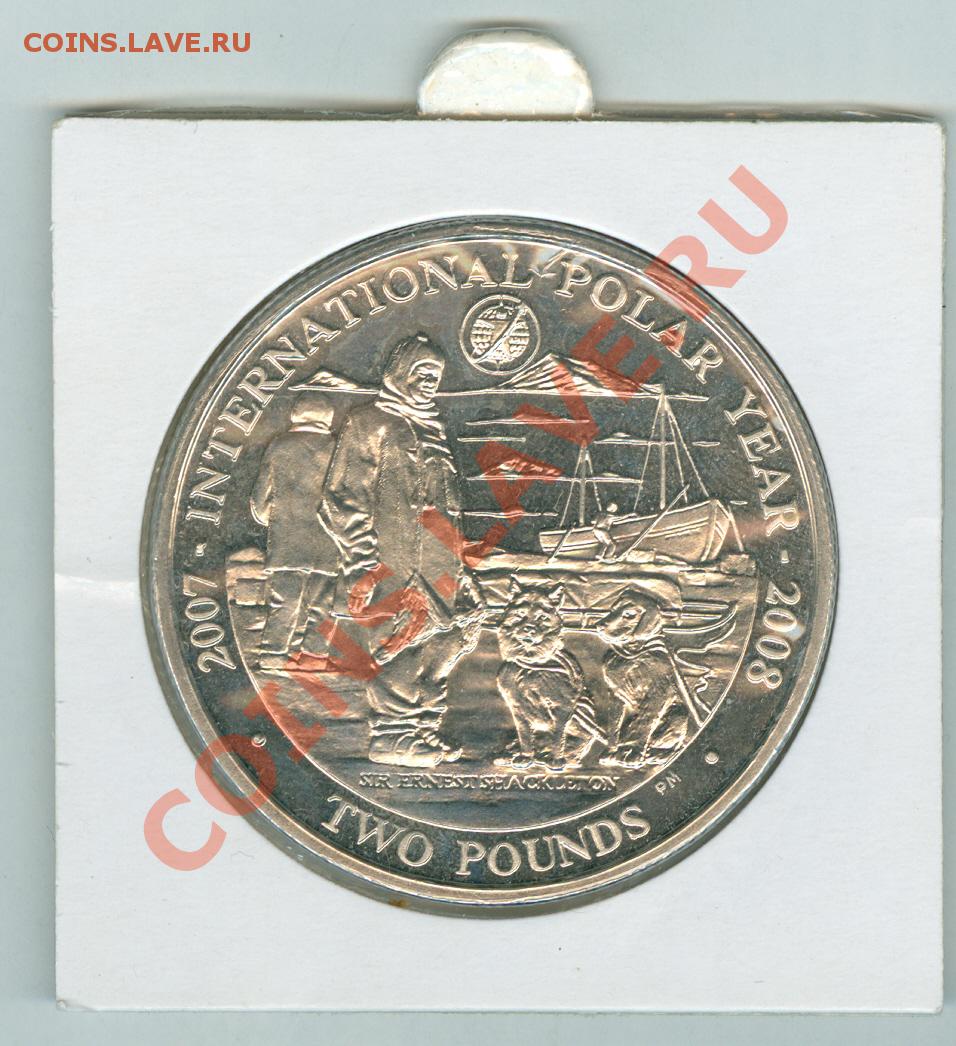 COINS.LAVE.RU
2007 - INTERNATIONAL POLAR YEAR - 2008
SIR ERNEST SHACKLETON
PM
TWO POUNDS
COINS.LAVE.RU